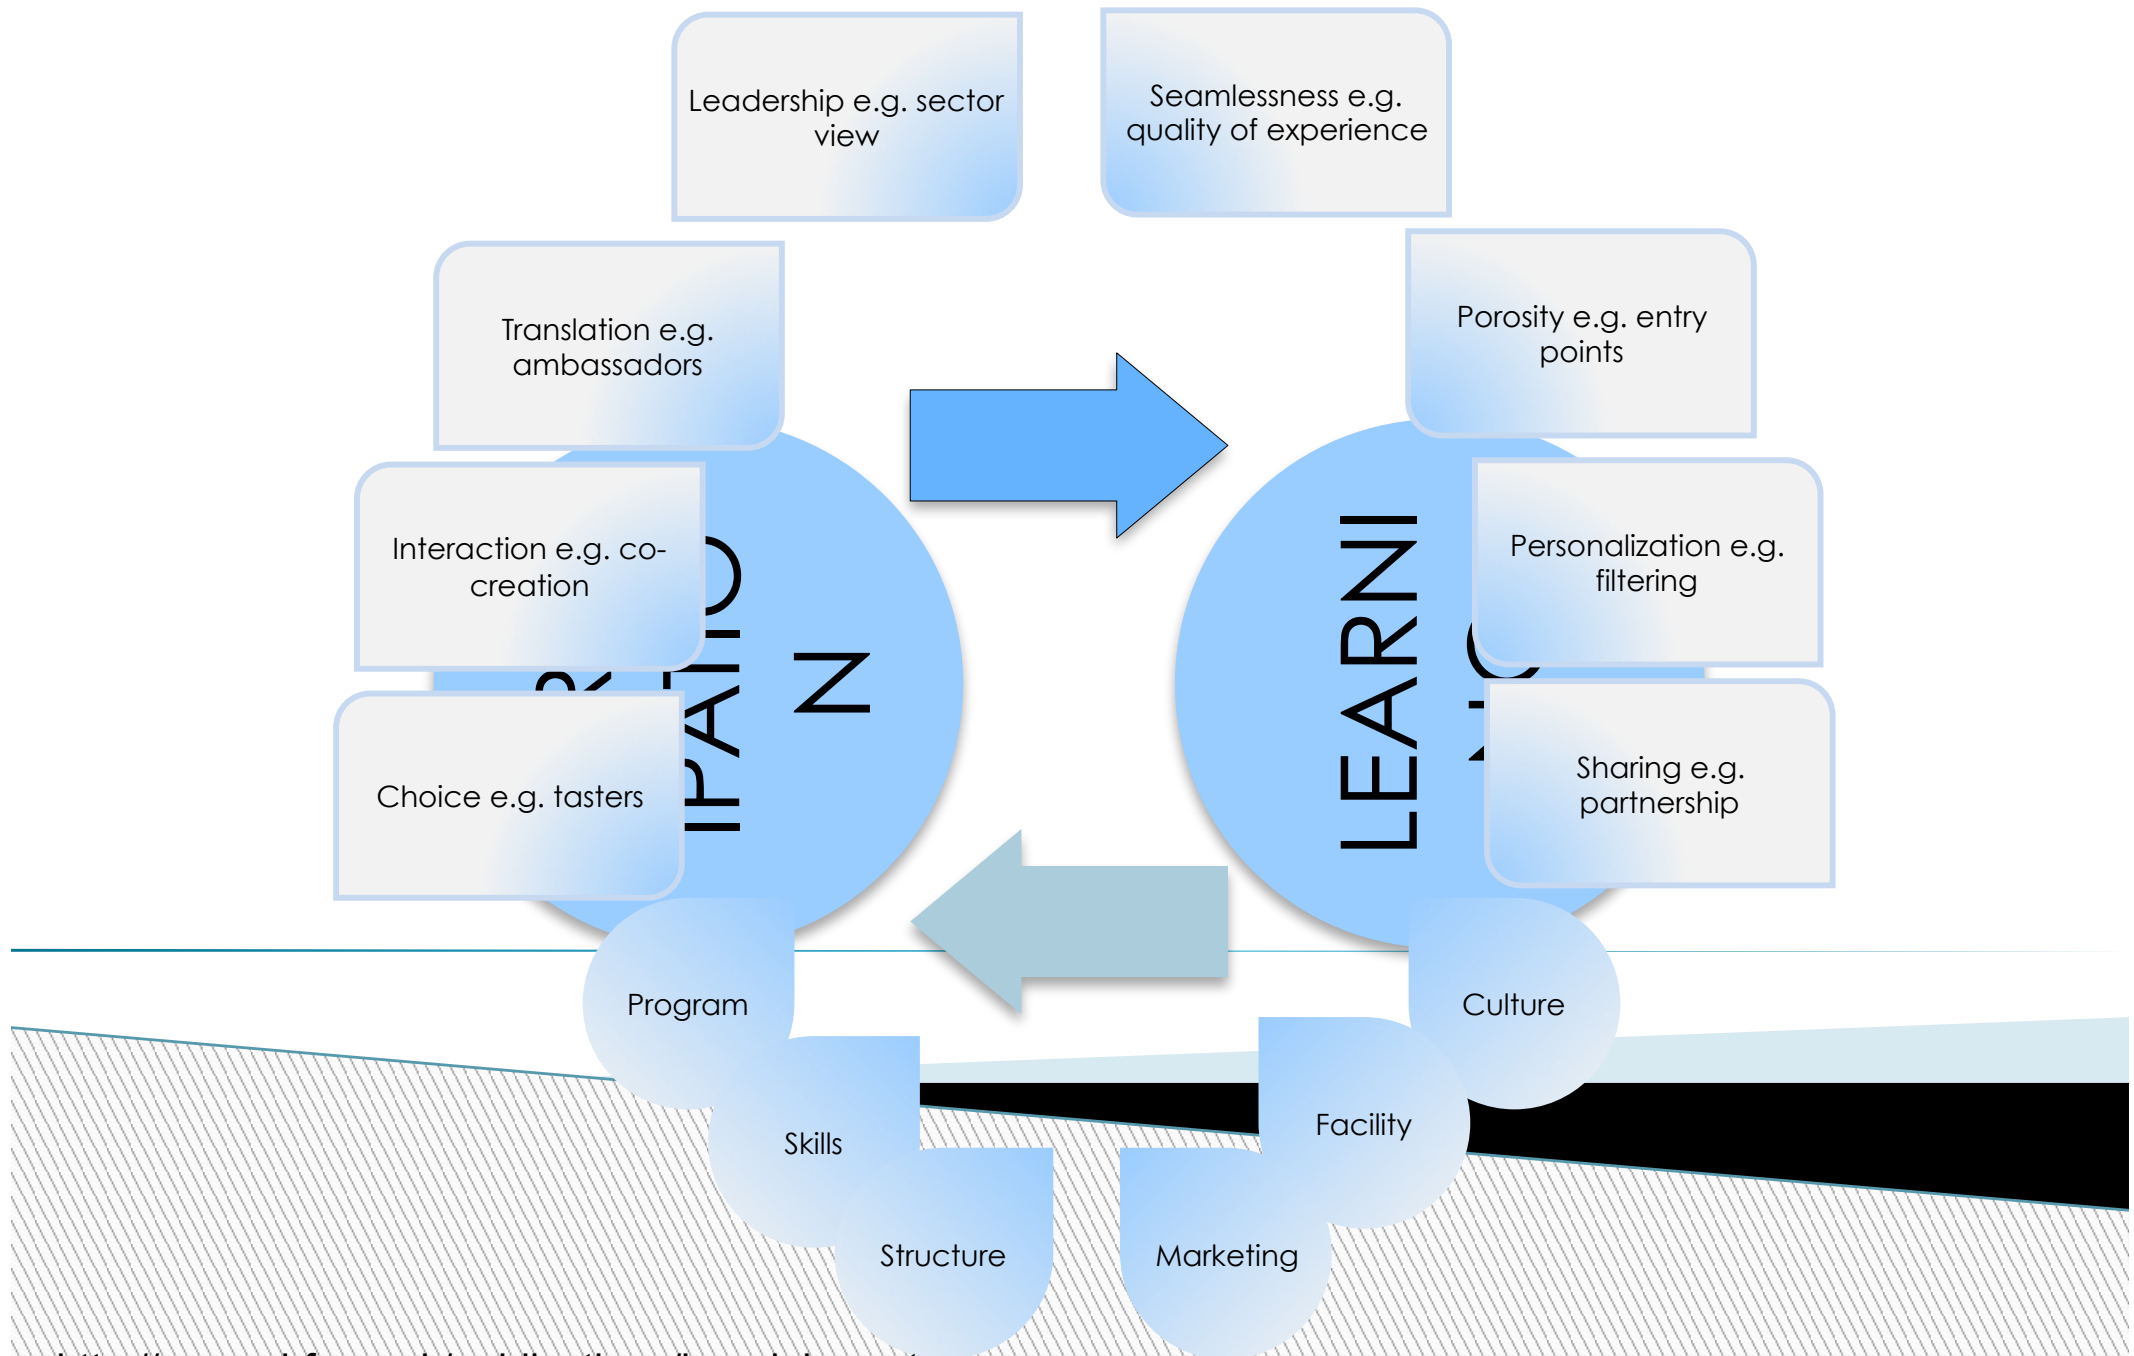 Leadership e.g. sector
view
Seamlessness e.g.
quality of experience
Translation e.g.
ambassadors
Porosity e.g. entry
points
Interaction e.g. co-
creation
Personalization e.g.
filtering
Choice e.g. tasters
Sharing e.g.
partnership
IPATIO
N
LEARNI
Program
Culture
Skills
Facility
Structure
Marketing